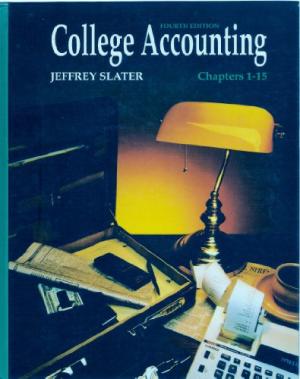 FOURTH EDITION
College Accounting
JEFFREY SLATER
Chapters 1-15